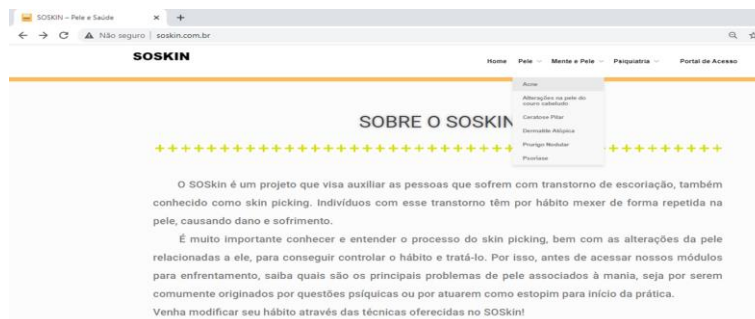 SOSKIN – Pele e Saúde
Não seguro | soskin.com.br
SOSKIN
Home Pele Mente e Pele Psiquiatria Portal de Acesso
Acne
Alterações na pele do
couro cabeludo
Ceratose Pilar
Dermatite Atópica
Prurigo Nodular
Psoríase
SOBRE O SOSKIN
O SOSkin é um projeto que visa auxiliar as pessoas que sofrem com transtorno de escoriação, também
conhecido como skin picking. Indivíduos com esse transtorno têm por hábito mexer de forma repetida na
pele, causando dano e sofrimento.
É muito importante conhecer e entender o processo do skin picking, bem com as alterações da pele
relacionadas a ele, para conseguir controlar o hábito e tratá-lo. Por isso, antes de acessar nossos módulos
para enfrentamento, saiba quais são os principais problemas de pele associados à mania, seja por serem
comumente originados por questões psíquicas ou por atuarem como estopim para início da prática.
Venha modificar seu hábito através das técnicas oferecidas no SOSkin!